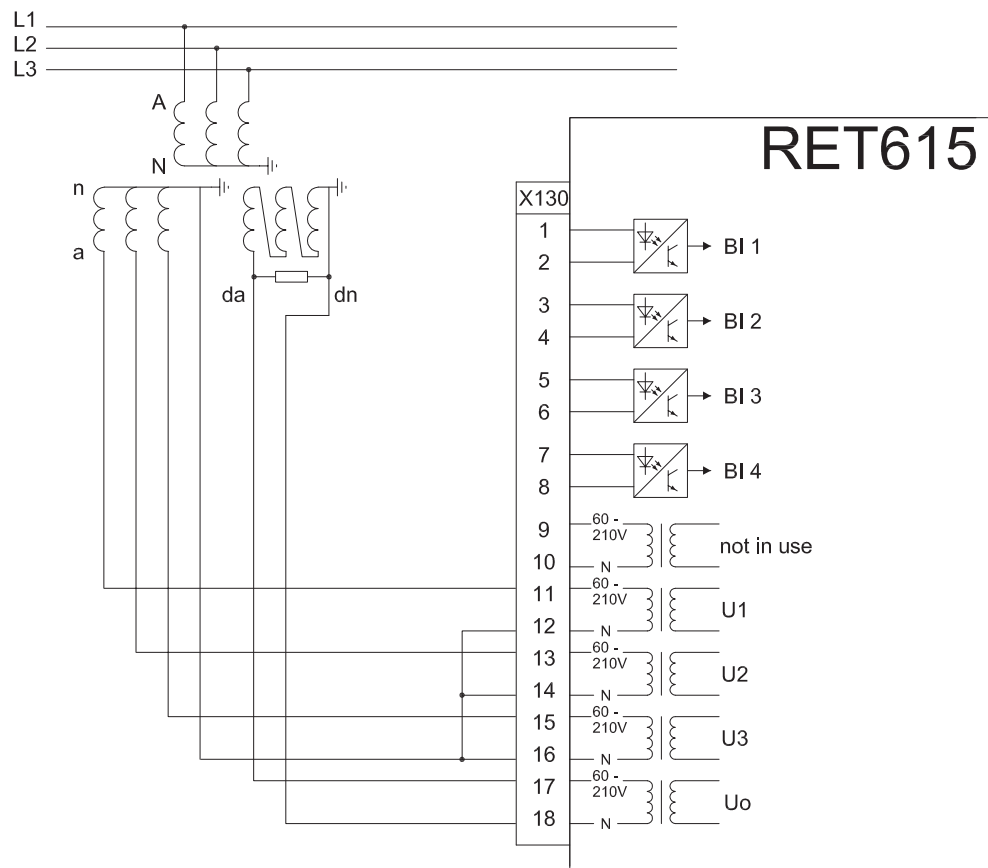 L1
L2
L3
A
N
n
a
da
dn
RET615
X130
1
2
BI 1
3
4
BI 2
5
6
BI 3
7
8
BI 4
9
60 -
210V
10
N
not in use
11
60 -
210V
12
N
U1
13
60 -
210V
14
N
U2
15
60 -
210V
16
N
U3
17
60 -
210V
18
N
Uo